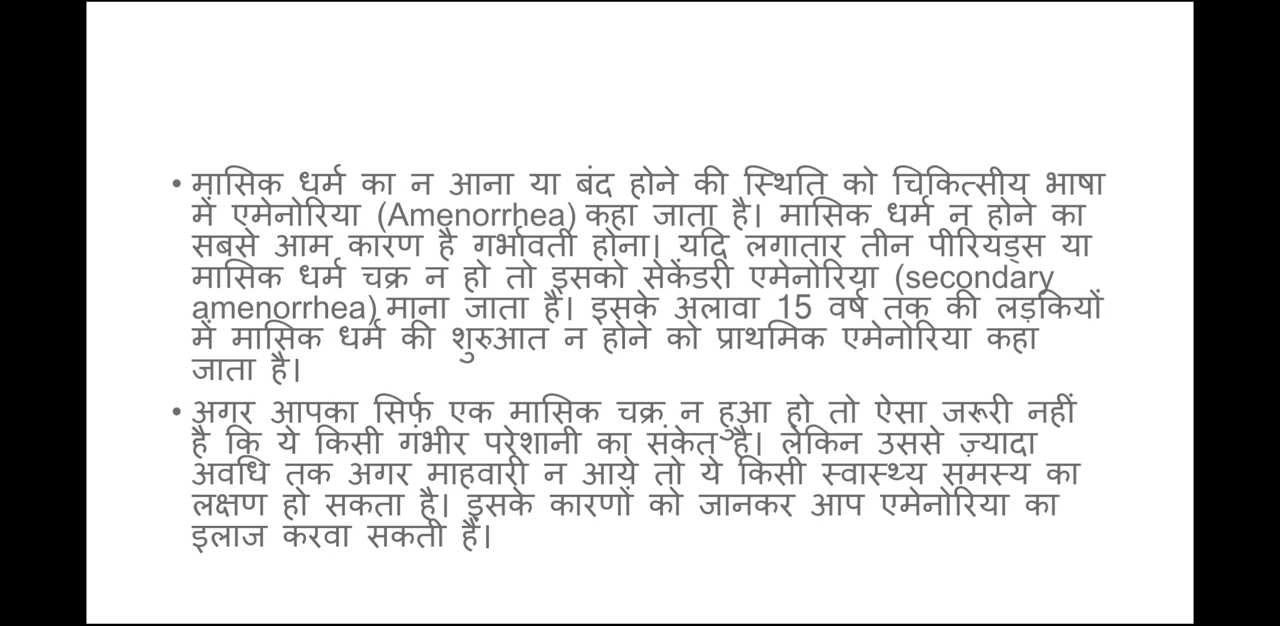 • मासिक धर्म का न आना या बंद होने की स्थिति को चिकित्सीय भाषा
में एमेनोरिया (Amenorrhea) कहा जाता है। मासिक धर्म न होने का
सबसे आम कारण है गर्भावती होना। यदि लगातार तीन पीरियड्स या
मासिक धर्म चक्र न हो तो इसको सेकेंडरी एमेनोरिया (secondary
amenorrhea) माना जाता है। इसके अलावा 15 वर्ष तक की लड़कियों
में मासिक धर्म की शुरुआत न होने को प्राथमिक एमेनोरिया कहा
जाता है।
• अगर आपका सिर्फ़ एक मासिक चक्र न हुआ हो तो ऐसा जरूरी नहीं
है कि ये किसी गंभीर परेशानी का संकेत है। लेकिन उससे ज़्यादा
अवधि तक अगर माहवारी न आये तो ये किसी स्वास्थ्य समस्य का
लक्षण हो सकता है। इसके कारणों को जानकर आप एमेनोरिया का
इलाज करवा सकती हैं।